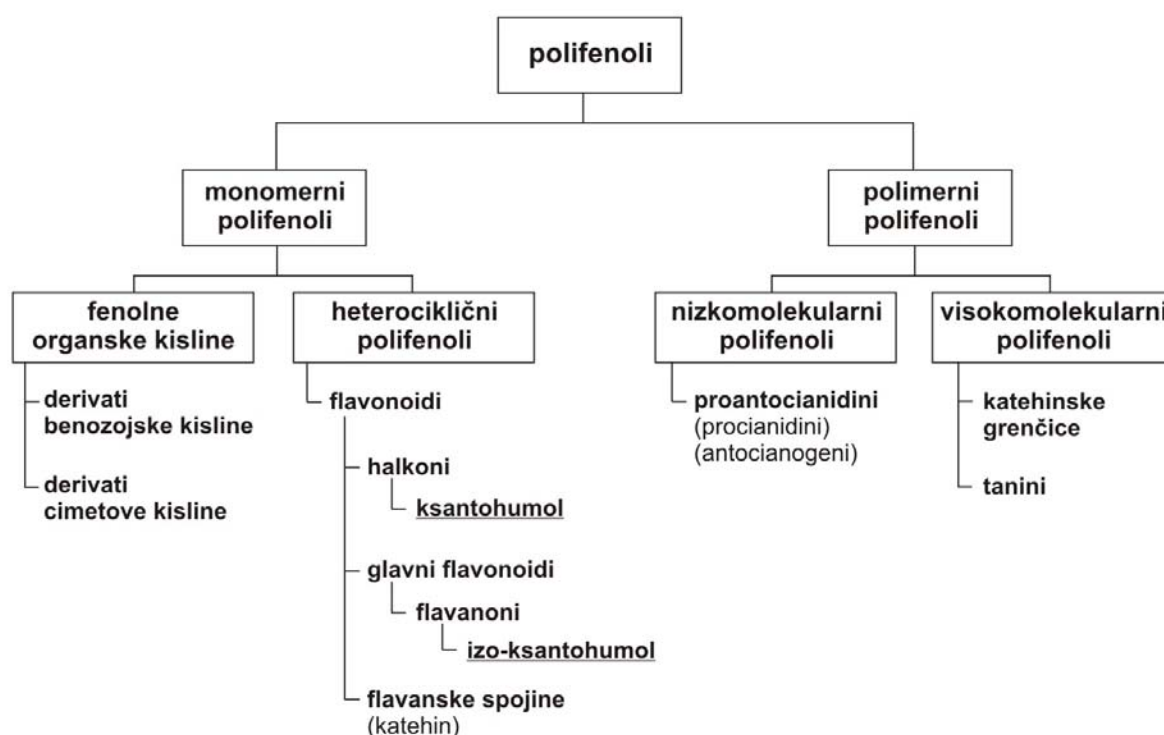 polifenoli
monomerni
polifenoli
polimerni
polifenoli
fenolne
organske kisline
heterociklični
polifenoli
nizkomolekularni
polifenoli
visokomolekularni
polifenoli
derivati
benozojske kisline
derivati
cimetove kisline
flavonoidi
halkoni
ksantohumol
glavni flavonoidi
flavanoni
izo-ksantohumol
flavanske spojine
(katehin)
proantocianidini
(procianidini)
(antocianogeni)
katehinske
grenčice
tanini